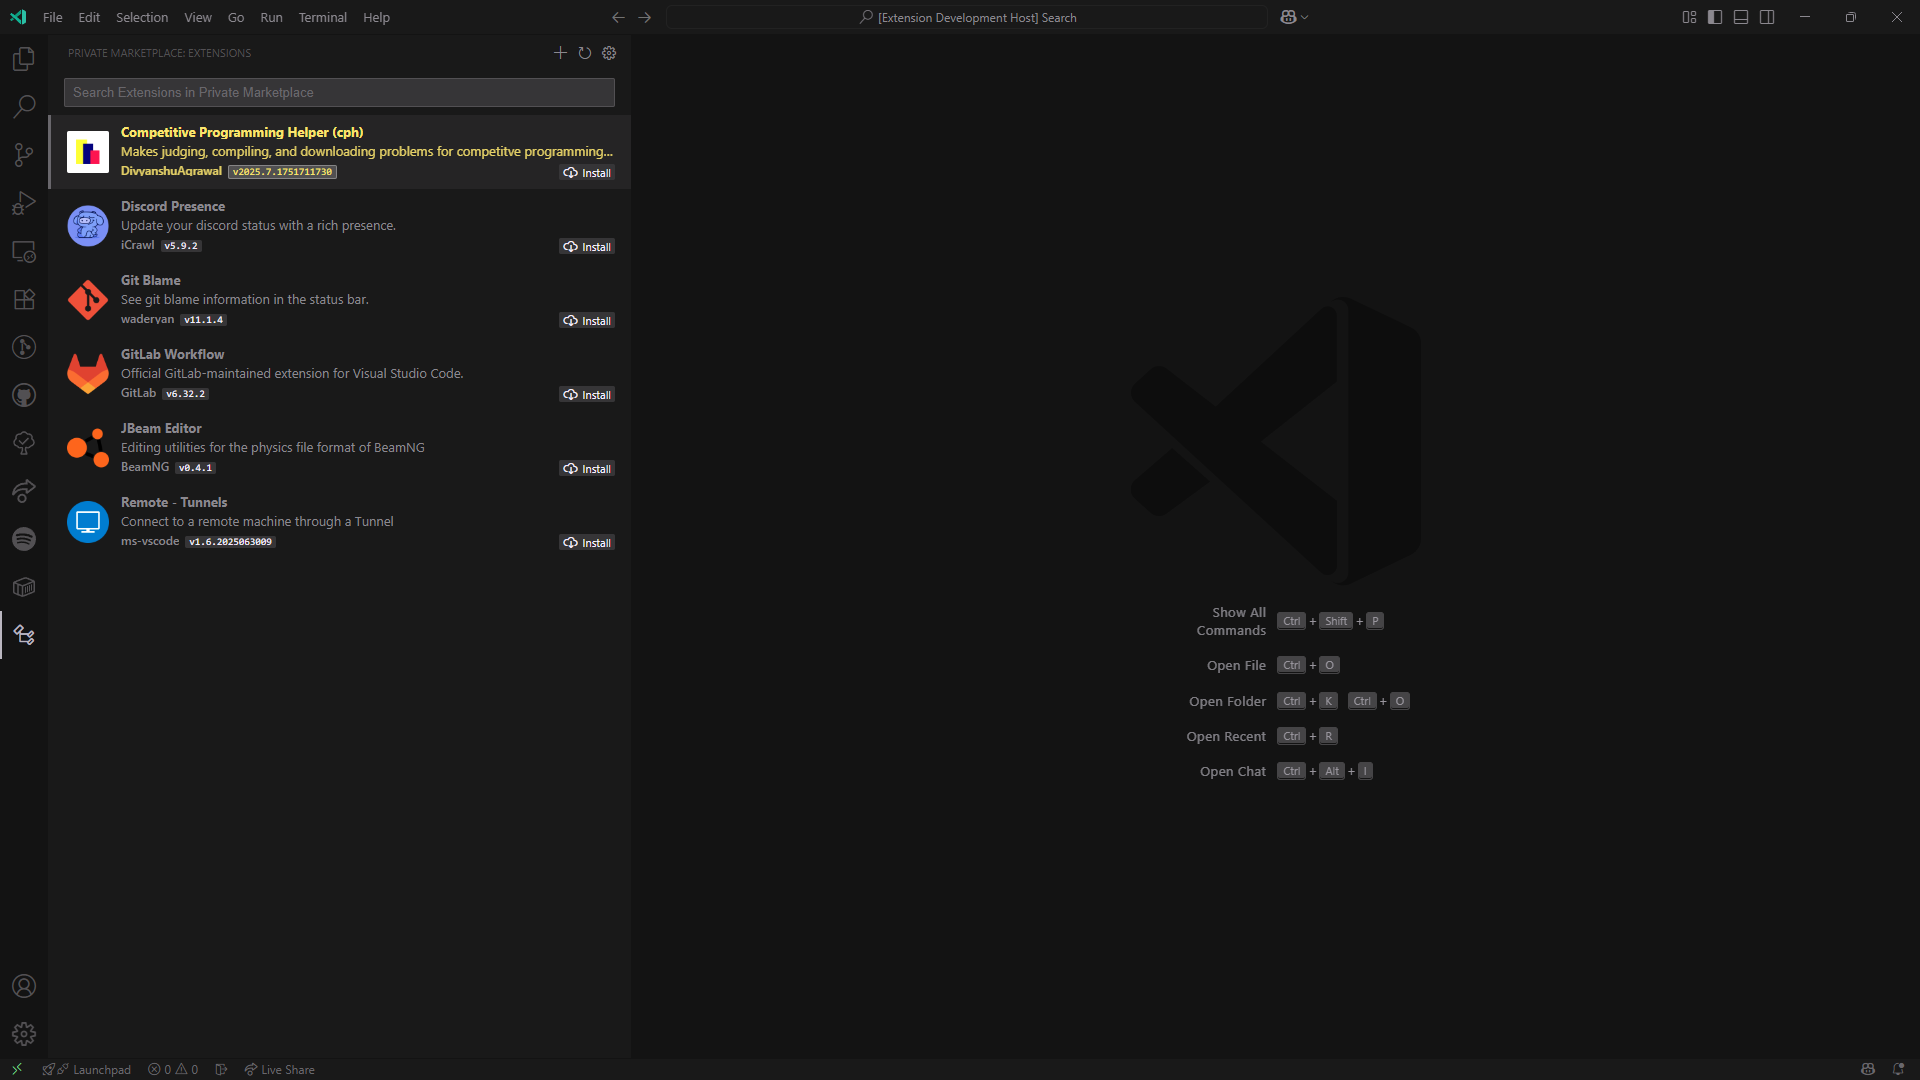 File Edit Selection View Go Run Terminal Help
[Extension Development Host] Search
PRIVATE MARKETPLACE: EXTENSIONS
Search Extensions in Private Marketplace
Competitive Programming Helper (cph)
Makes judging, compiling, and downloading problems for competitve programming...
DivyanshuAgrawal v2025.7.1751711730 Install
Discord Presence
Update your discord status with a rich presence.
iCrawl v5.9.2 Install
Git Blame
See git blame information in the status bar.
waderyan v11.1.4 Install
GitLab Workflow
Official GitLab-maintained extension for Visual Studio Code.
GitLab v6.32.2 Install
JBeam Editor
Editing utilities for the physics file format of BeamNG
BeamNG v0.4.1 Install
Remote - Tunnels
Connect to a remote machine through a Tunnel
ms-vscode v1.6.2025063009 Install
Show All
Commands Ctrl + Shift + P
Open File Ctrl + O
Open Folder Ctrl + K Ctrl + O
Open Recent Ctrl + R
Open Chat Ctrl + Alt + I
Launchpad 0 0 Live Share